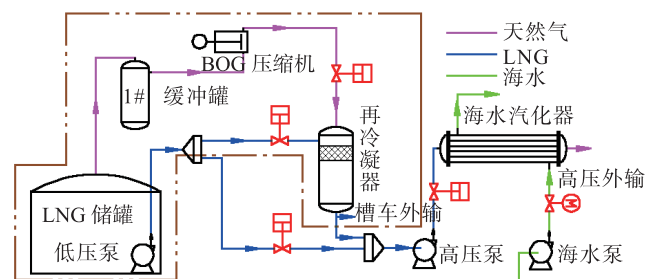 天然气
LNG
海水
BOG 压缩机
1#
缓冲罐
再冷凝器
海水汽化器
高压外输
LNG 储罐
低压泵
槽车外输
高压泵
海水泵
M